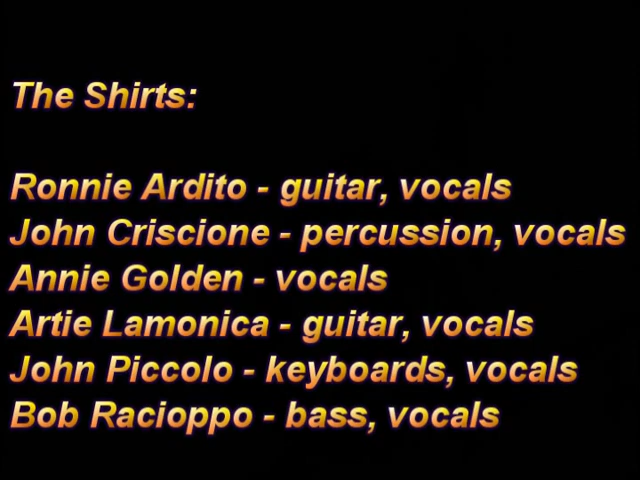 The Shirts:
Ronnie Ardito - guitar, vocals
John Criscione - percussion, vocals
Annie Golden - vocals
Artie Lamonica - guitar, vocals
John Piccolo - keyboards, vocals
Bob Racioppo - bass, vocals